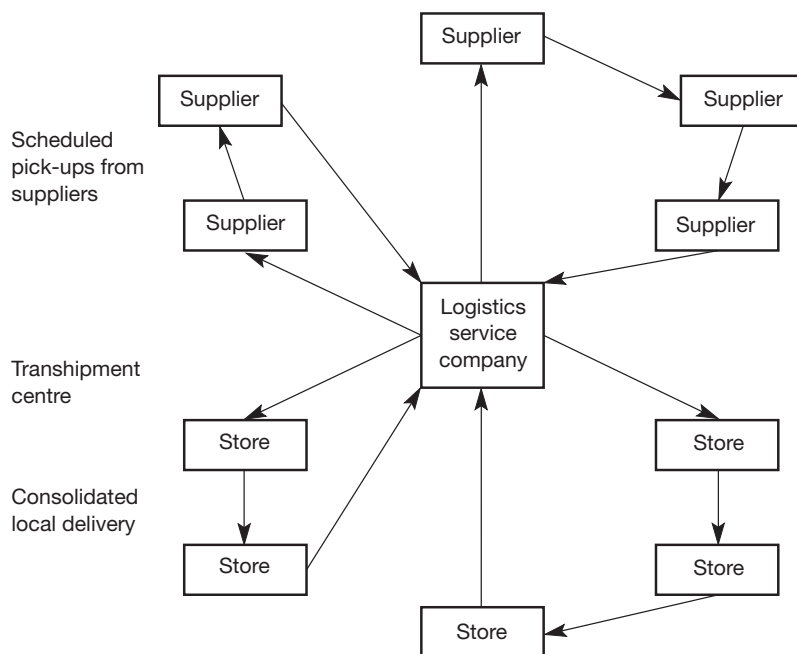 Supplier
Supplier
Supplier
Scheduled
pick-ups from
suppliers
Supplier
Supplier
Logistics
service
company
Transhipment
centre
Store
Store
Consolidated
local delivery
Store
Store
Store